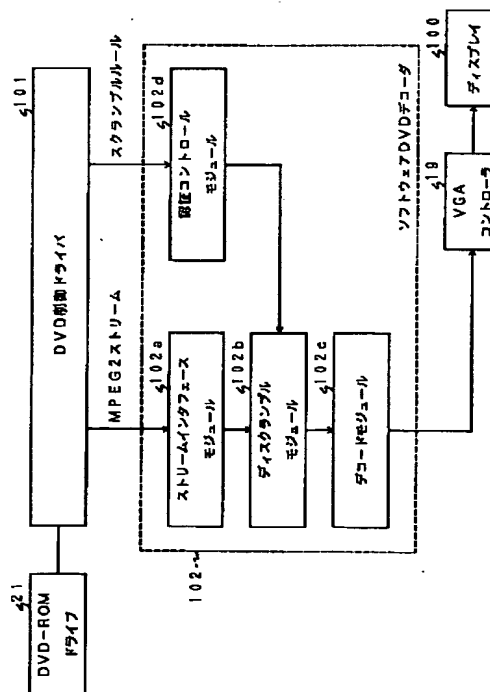 21
DVD-ROM
ドライブ
101
DVD制御ドライバ
MPEG2ストリーム
スクランブルルール
102
102a
ストリームインタフェース
モジュール
102d
認証コントロール
モジュール
102b
ディスクランブル
モジュール
102c
デコードモジュール
ソフトウェアDVDデコーダ
19
VGA
コントローラ
100
ディスプレイ